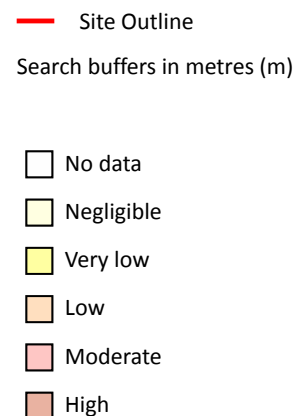 Site Outline
Search buffers in metres (m)
No data
Negligible
Very low
Low
Moderate
High